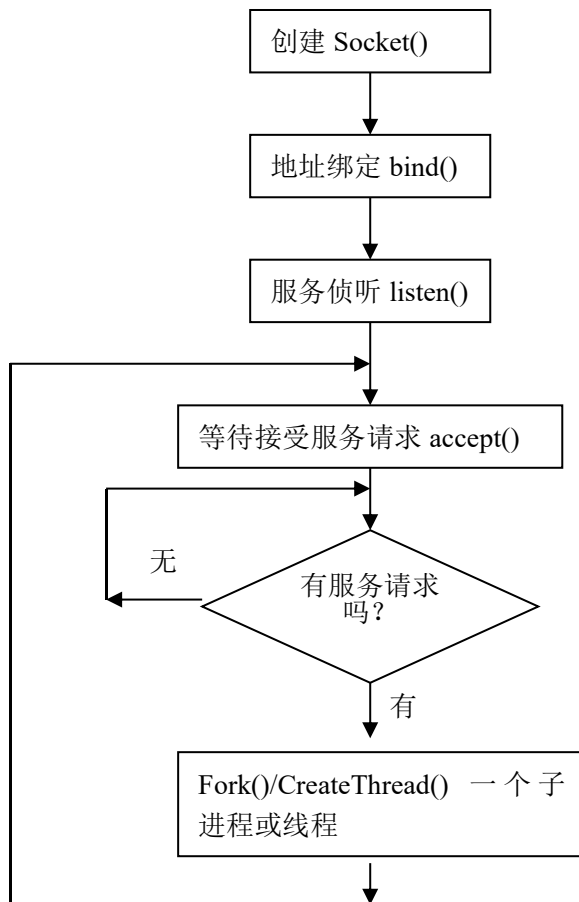 创建 Socket()
地址绑定 bind()
服务侦听 listen()
等待接受服务请求 accept()
无
有服务请求
吗?
有
Fork()/CreateThread() 一 个 子
进程或线程